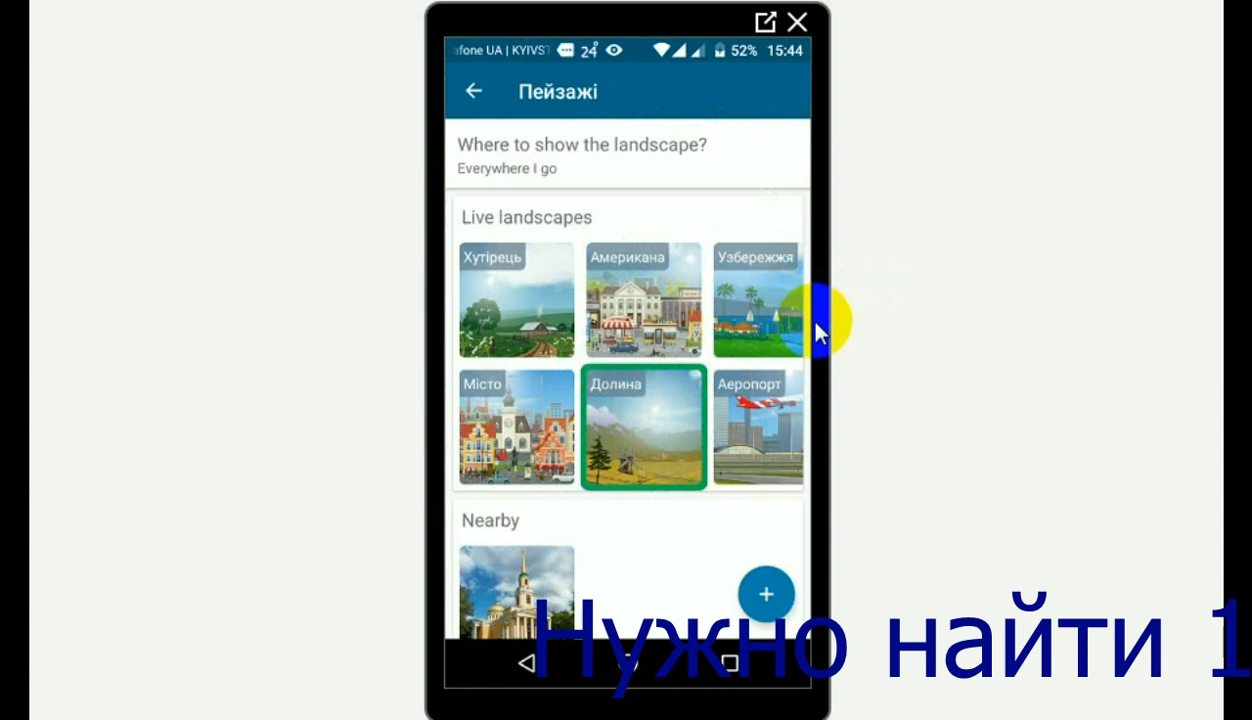 afone UA | KYIVST 24° 52% 15:44
Пейзажі
Where to show the landscape?
Everywhere I go
Live landscapes
Хутірець Американа Узбережжя
Місто Долина Аеропорт
Nearby
+
Нужно найти 1